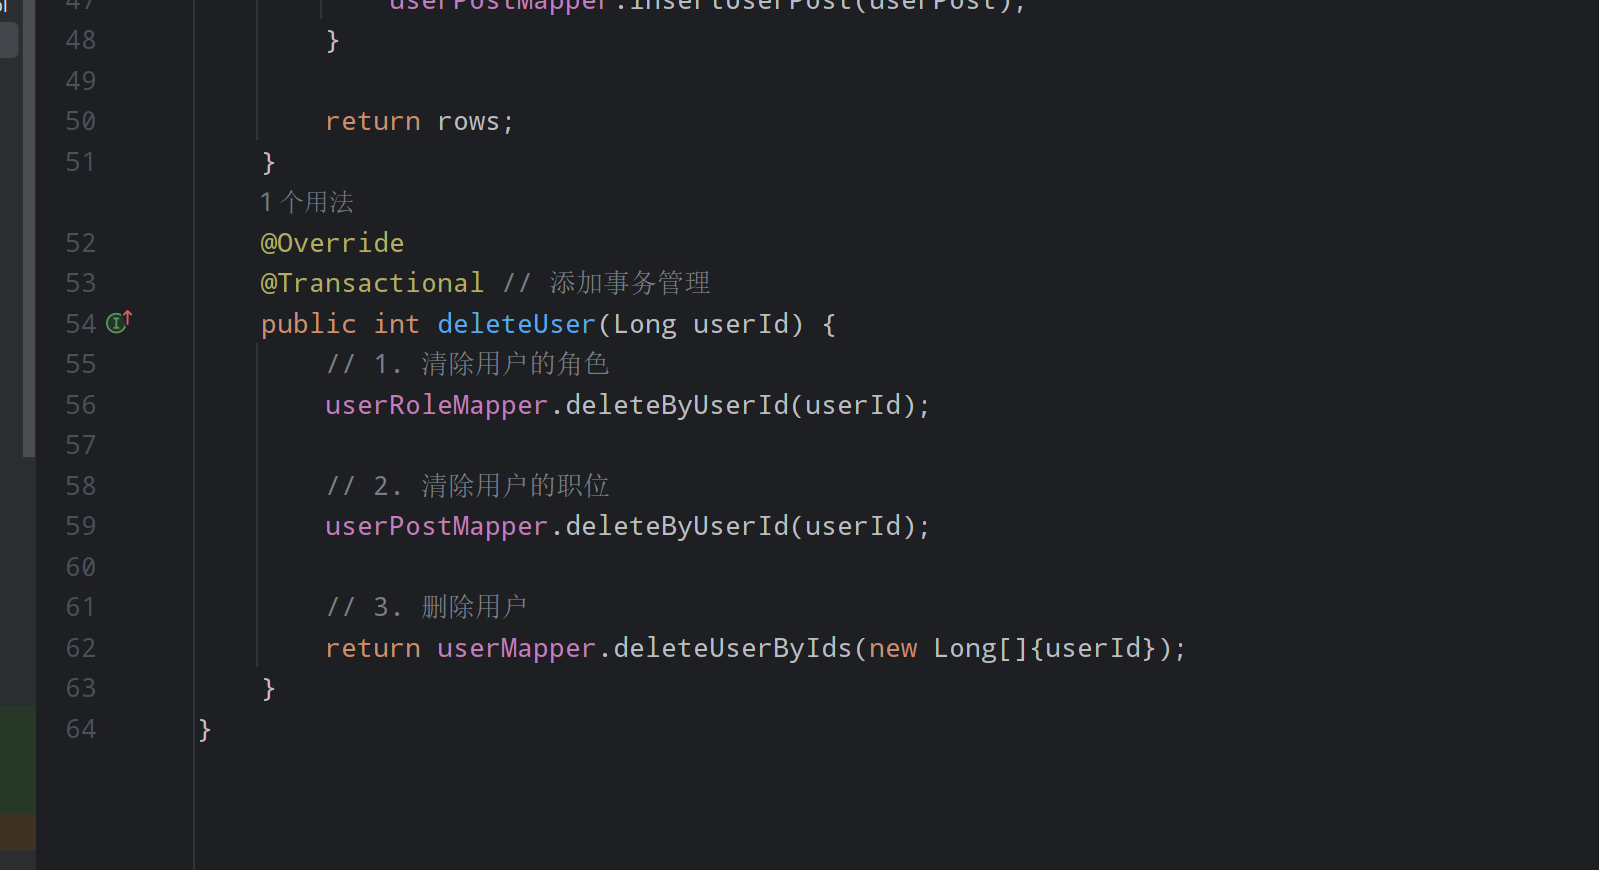 47 userPostMapper.insertUserPost(userPost);
48 }
49
50 return rows;
51 }
1 个用法
52 @Override
53 @Transactional // 添加事务管理
54 public int deleteUser(Long userId) {
55 // 1. 清除用户的角色
56 userRoleMapper.deleteByUserId(userId);
57
58 // 2. 清除用户的职位
59 userPostMapper.deleteByUserId(userId);
60
61 // 3. 删除用户
62 return userMapper.deleteUserByIds(new Long[]{userId});
63 }
64 }